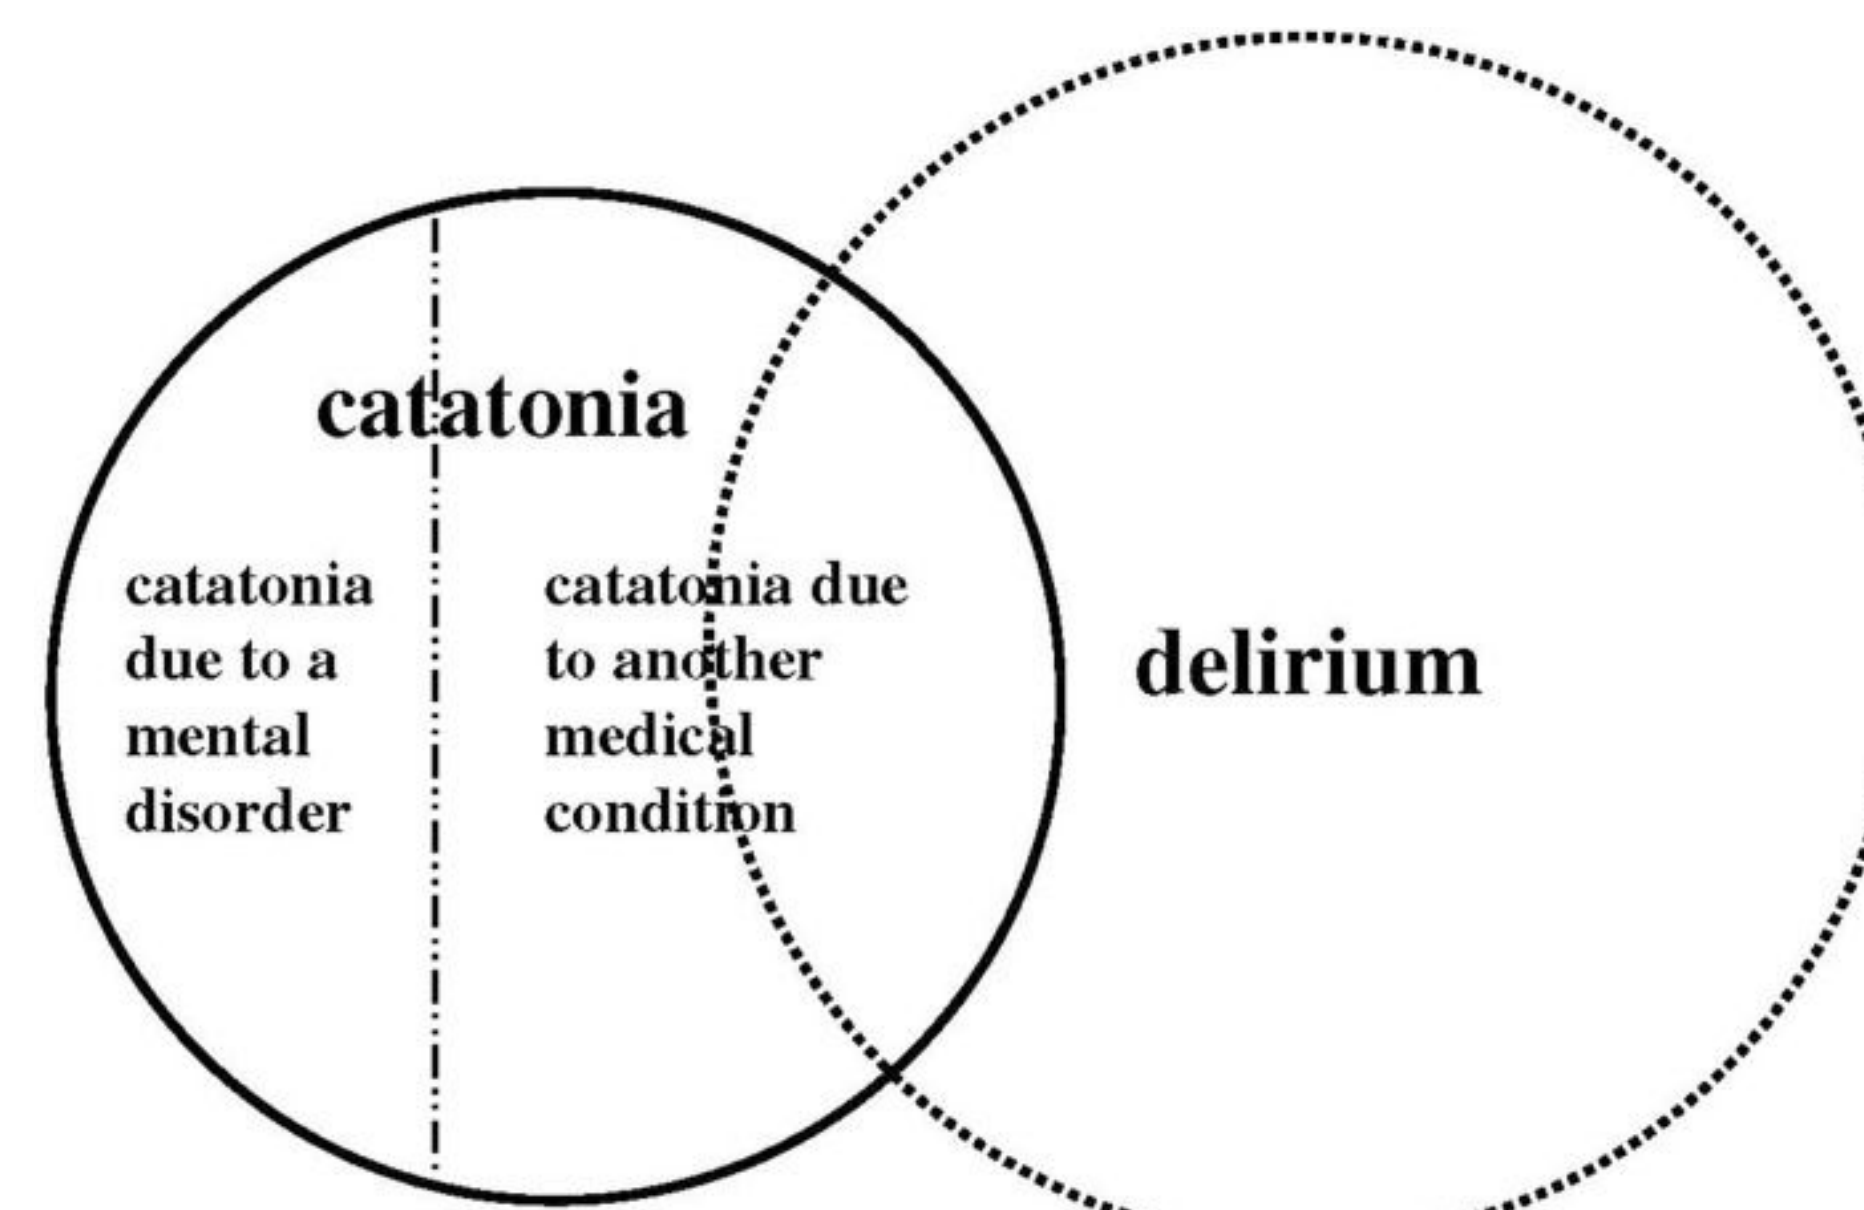 catatonia
catatonia
due to a
mental
disorder
catatonia due
to another
medical
condition
delirium